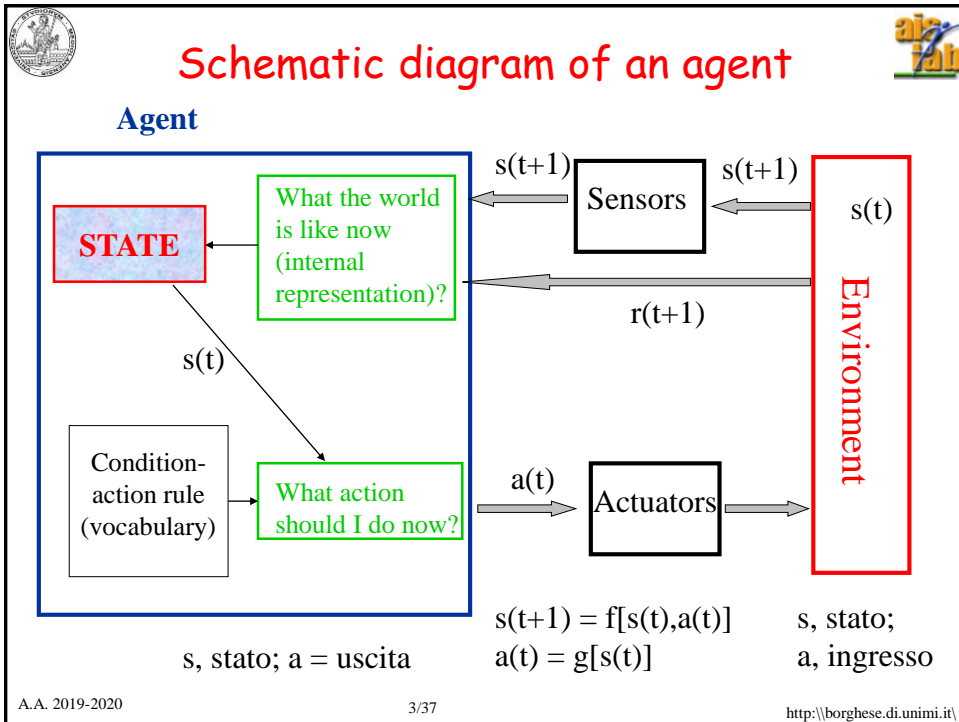 Schematic diagram of an agent
ais
lab
Agent
What the world
is like now
(internal
representation)?
STATE
s(t+1)
Sensors
s(t+1)
s(t)
r(t+1)
Environment
s(t)
Condition-
action rule
(vocabulary)
What action
should I do now?
a(t)
Actuators
s(t+1) = f[s(t),a(t)]
a(t) = g[s(t)]
s, stato;
a, ingresso
s, stato; a = uscita
A.A. 2019-2020
3/37
http:\\borghese.di.unimi.it\